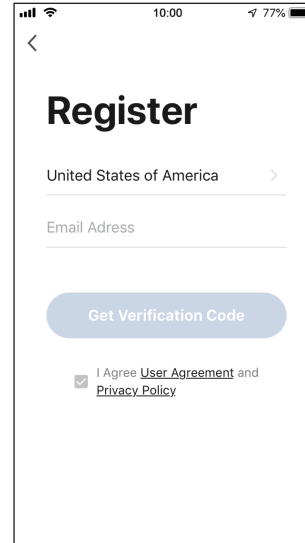 10:00 77%
Register
United States of America
Email Adress
Get Verification Code
I Agree User Agreement and
Privacy Policy